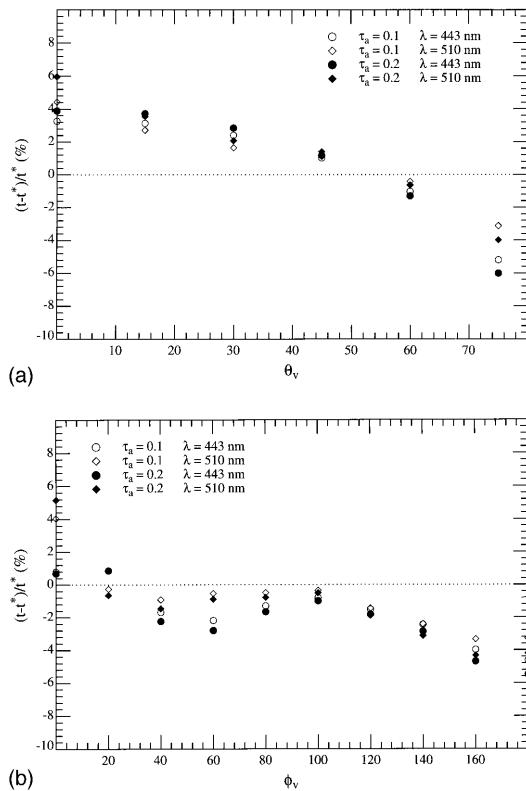 8
6
4
2
0
-2
-4
-6
-8
-10
(t-t*)/t* (%)
τa = 0.1 λ = 443 nm
τa = 0.1 λ = 510 nm
τa = 0.2 λ = 443 nm
τa = 0.2 λ = 510 nm
10 20 30 40 50 60 70
θv
(a)
8
6
4
2
0
-2
-4
-6
-8
-10
(t-t*)/t* (%)
τa = 0.1 λ = 443 nm
τa = 0.1 λ = 510 nm
τa = 0.2 λ = 443 nm
τa = 0.2 λ = 510 nm
0 20 40 60 80 100 120 140 160
ϕv
(b)